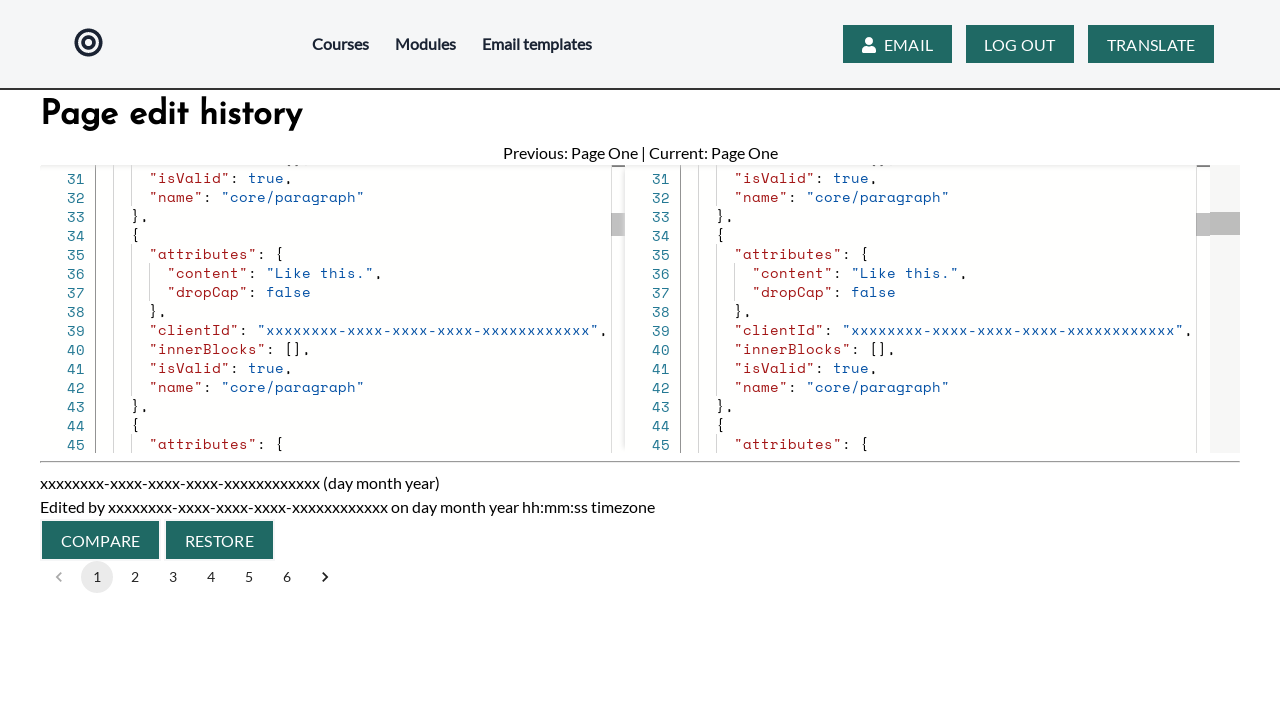 Courses Modules Email templates EMAIL LOG OUT TRANSLATE
Page edit history
Previous: Page One | Current: Page One
31 "isValid": true,
32 "name": "core/paragraph"
33 },
34 {
35 "attributes": {
36 "content": "Like this.",
37 "dropCap": false
38 },
39 "clientId": "xxxxxxxx-xxxx-xxxx-xxxx-xxxxxxxxxxxx",
40 "innerBlocks": [],
41 "isValid": true,
42 "name": "core/paragraph"
43 },
44 {
45 "attributes": {
31 "isValid": true,
32 "name": "core/paragraph"
33 },
34 {
35 "attributes": {
36 "content": "Like this.",
37 "dropCap": false
38 },
39 "clientId": "xxxxxxxx-xxxx-xxxx-xxxx-xxxxxxxxxxxx",
40 "innerBlocks": [],
41 "isValid": true,
42 "name": "core/paragraph"
43 },
44 {
45 "attributes": {
xxxxxxxx-xxxx-xxxx-xxxx-xxxxxxxxxxxx (day month year)
Edited by xxxxxxxx-xxxx-xxxx-xxxx-xxxxxxxxxxxx on day month year hh:mm:ss timezone
COMPARE RESTORE
1 2 3 4 5 6